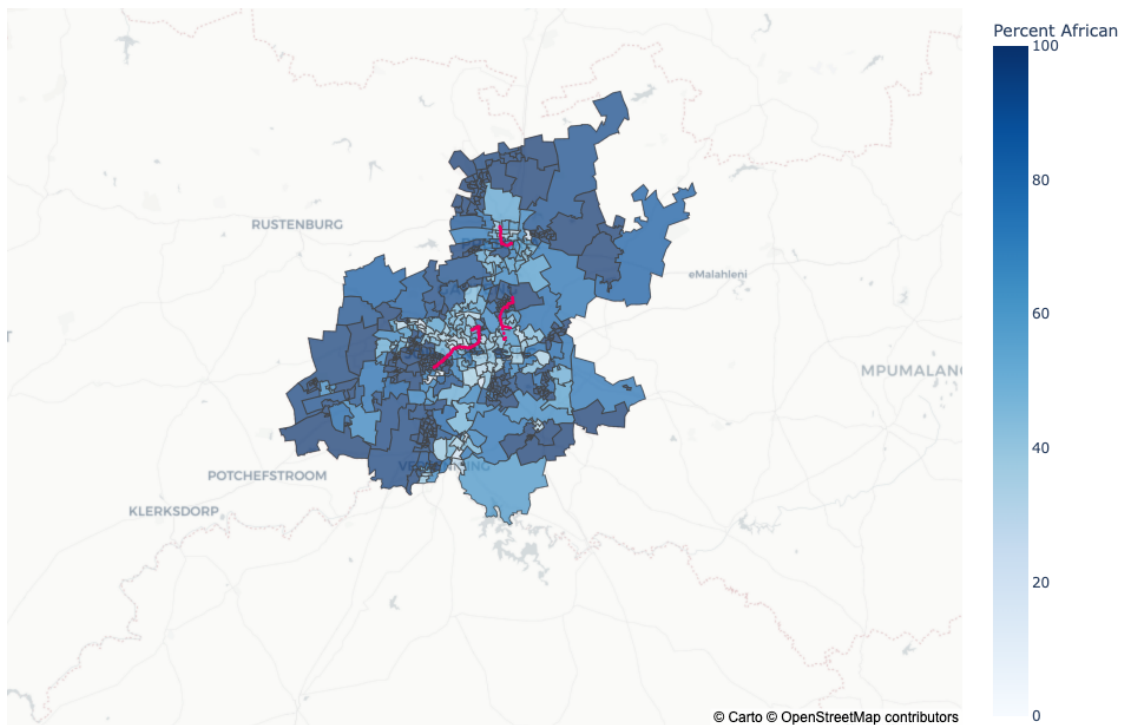 Percent African
100
80
60
40
20
0
RUSTENBURG
eMalahleni
MPUMALANG
POTCHEFSTROOM
KLERKSDORP
© Carto © OpenStreetMap contributors